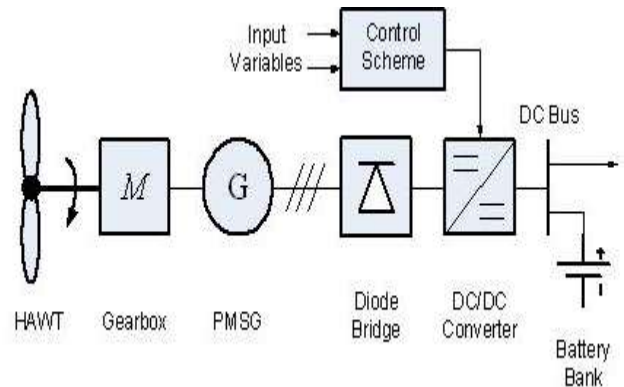 Input
Variables
Control
Scheme
DC Bus
M
G
+
HAWT
Gearbox
PMSG
Diode
Bridge
DC/DC
Converter
Battery
Bank